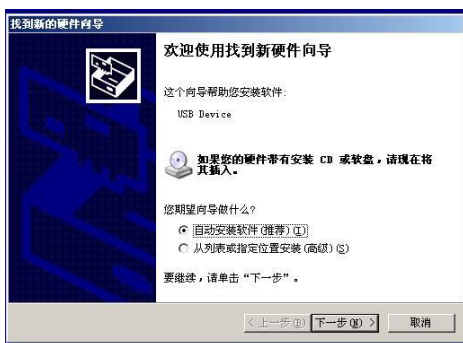 找到新的硬件向导
欢迎使用找到新硬件向导
这个向导帮助您安装软件:
USB Device
如果您的硬件带有安装 CD 或软盘，请现在将
其插入。
您期望向导做什么?
自动安装软件(推荐)(I)
从列表或指定位置安装(高级)(S)
要继续，请单击“下一步”。
< 上一步(B) 下一步(N) > 取消